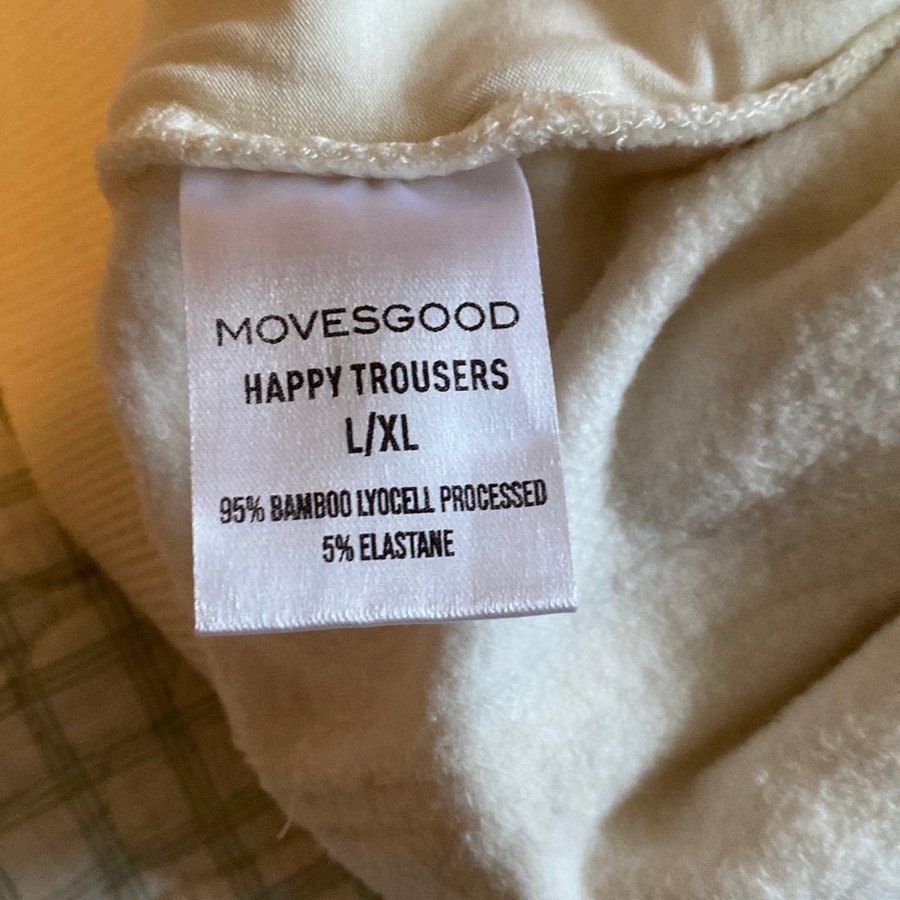 MOVESGOOD
HAPPY TROUSERS
L/XL
95% BAMBOO LYOCELL PROCESSED
5% ELASTANE